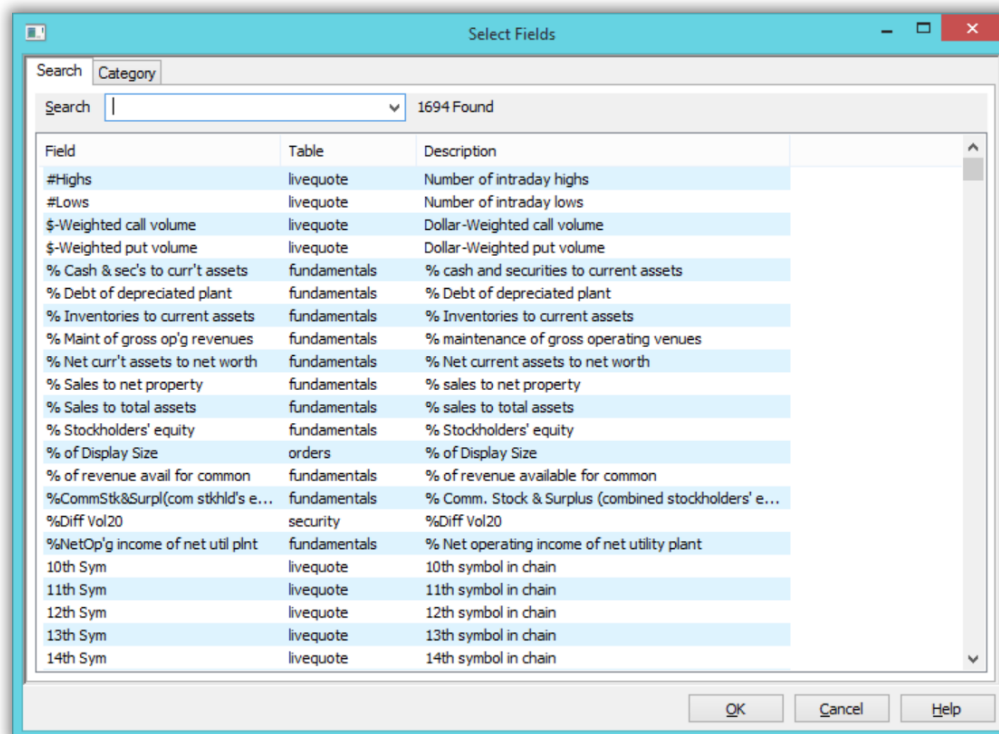 Select Fields
Search Category
Search 1694 Found
Field Table Description
#Highs livequote Number of intraday highs
#Lows livequote Number of intraday lows
$-Weighted call volume livequote Dollar-Weighted call volume
$-Weighted put volume livequote Dollar-Weighted put volume
% Cash & sec's to curr't assets fundamentals % cash and securities to current assets
% Debt of depreciated plant fundamentals % Debt of depreciated plant
% Inventories to current assets fundamentals % Inventories to current assets
% Maint of gross op'g revenues fundamentals % maintenance of gross operating venues
% Net curr't assets to net worth fundamentals % Net current assets to net worth
% Sales to net property fundamentals % sales to net property
% Sales to total assets fundamentals % sales to total assets
% Stockholders' equity fundamentals % Stockholders' equity
% of Display Size orders % of Display Size
% of revenue avail for common fundamentals % of revenue available for common
%CommStk&Surpl(com stkhld's e... fundamentals % Comm. Stock & Surplus (combined stockholders' e...
%Diff Vol20 security %Diff Vol20
%NetOp'g income of net util plnt fundamentals % Net operating income of net utility plant
10th Sym livequote 10th symbol in chain
11th Sym livequote 11th symbol in chain
12th Sym livequote 12th symbol in chain
13th Sym livequote 13th symbol in chain
14th Sym livequote 14th symbol in chain
OK Cancel Help